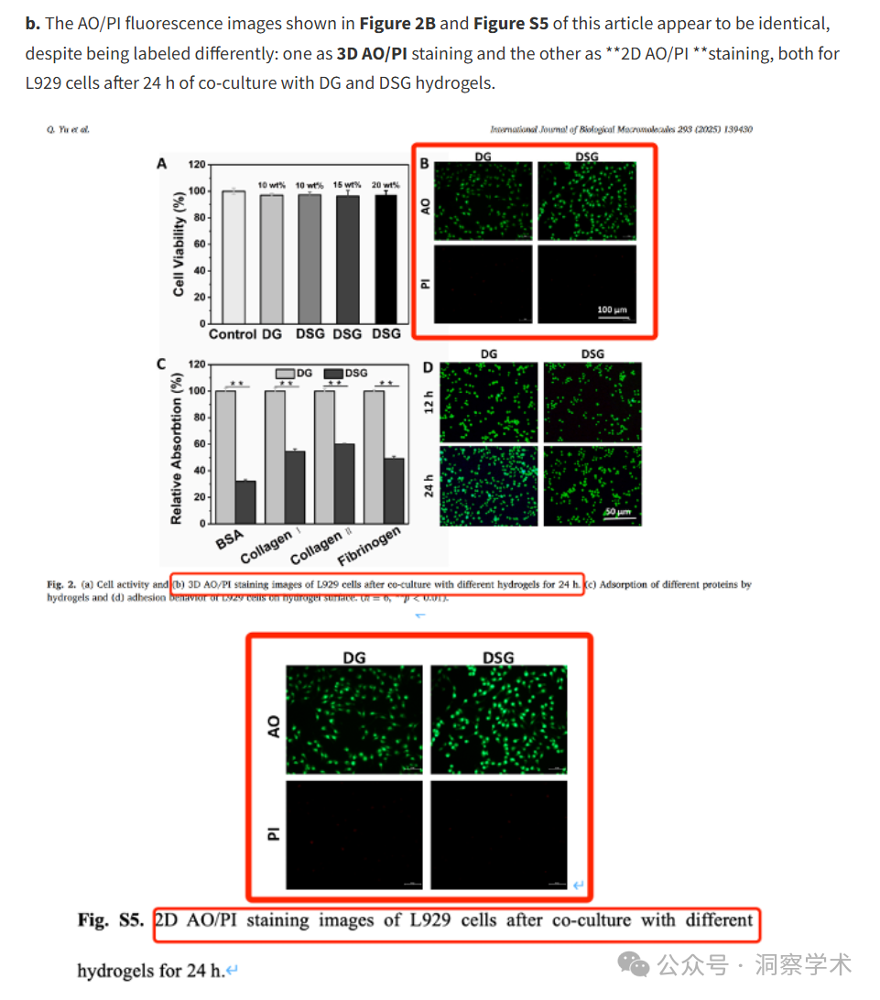 b. The AO/PI fluorescence images shown in Figure 2B and Figure S5 of this article appear to be identical,
despite being labeled differently: one as 3D AO/PI staining and the other as **2D AO/PI **staining, both for
L929 cells after 24 h of co-culture with DG and DSG hydrogels.
Q. Yu et al.
International Journal of Biological Macromolecules 293 (2025) 139430
A
120
100
80
60
40
20
0
Cell Viability (%)
10 wt% 10 wt% 15 wt% 20 wt%
Control DG DSG DSG DSG
B
DG DSG
AO
PI
100 μm
C
120
100
80
60
40
20
0
Relative Absorbtion (%)
DG DSG
** ** ** **
BSA Collagen I Collagen II Fibrinogen
D
DG DSG
12 h
24 h
50 μm
Fig. 2. (a) Cell activity and (b) 3D AO/PI staining images of L929 cells after co-culture with different hydrogels for 24 h. (c) Adsorption of different proteins by
hydrogels and (d) adhesion behavior of L929 cells on hydrogel surface. (n = 6, **p < 0.01).
DG DSG
AO
PI
Fig. S5. 2D AO/PI staining images of L929 cells after co-culture with different
hydrogels for 24 h.
公众号 · 洞察学术